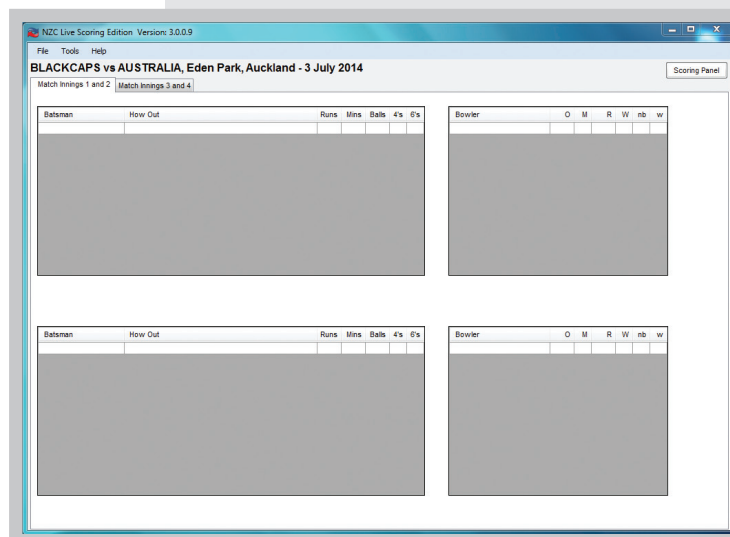 NZC Live Scoring Edition Version: 3.0.0.9
File Tools Help
BLACKCAPS vs AUSTRALIA, Eden Park, Auckland - 3 July 2014
Scoring Panel
Match Innings 1 and 2 Match Innings 3 and 4
Batsman How Out Runs Mins Balls 4's 6's Bowler O M R W nb w
Batsman How Out Runs Mins Balls 4's 6's Bowler O M R W nb w